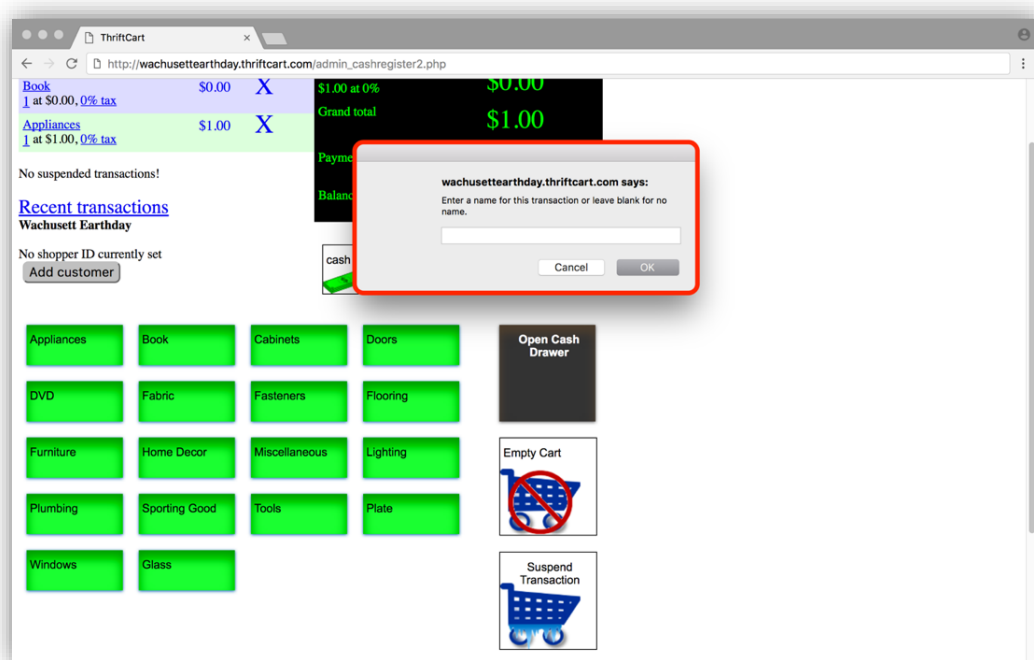 ThriftCart
http://wachusettearthday.thriftcart.com/admin_cashregister2.php
Book $0.00 X
1 at $0.00, 0% tax
Appliances $1.00 X
1 at $1.00, 0% tax
$1.00 at 0% $0.00
Grand total $1.00
Payme
Balanc
No suspended transactions!
Recent transactions
Wachusett Earthday
No shopper ID currently set
Add customer
cash
wachusettearthday.thriftcart.com says:
Enter a name for this transaction or leave blank for no
name.
Cancel OK
Appliances Book Cabinets Doors
DVD Fabric Fasteners Flooring
Furniture Home Decor Miscellaneous Lighting
Plumbing Sporting Good Tools Plate
Windows Glass
Open Cash
Drawer
Empty Cart
Suspend
Transaction